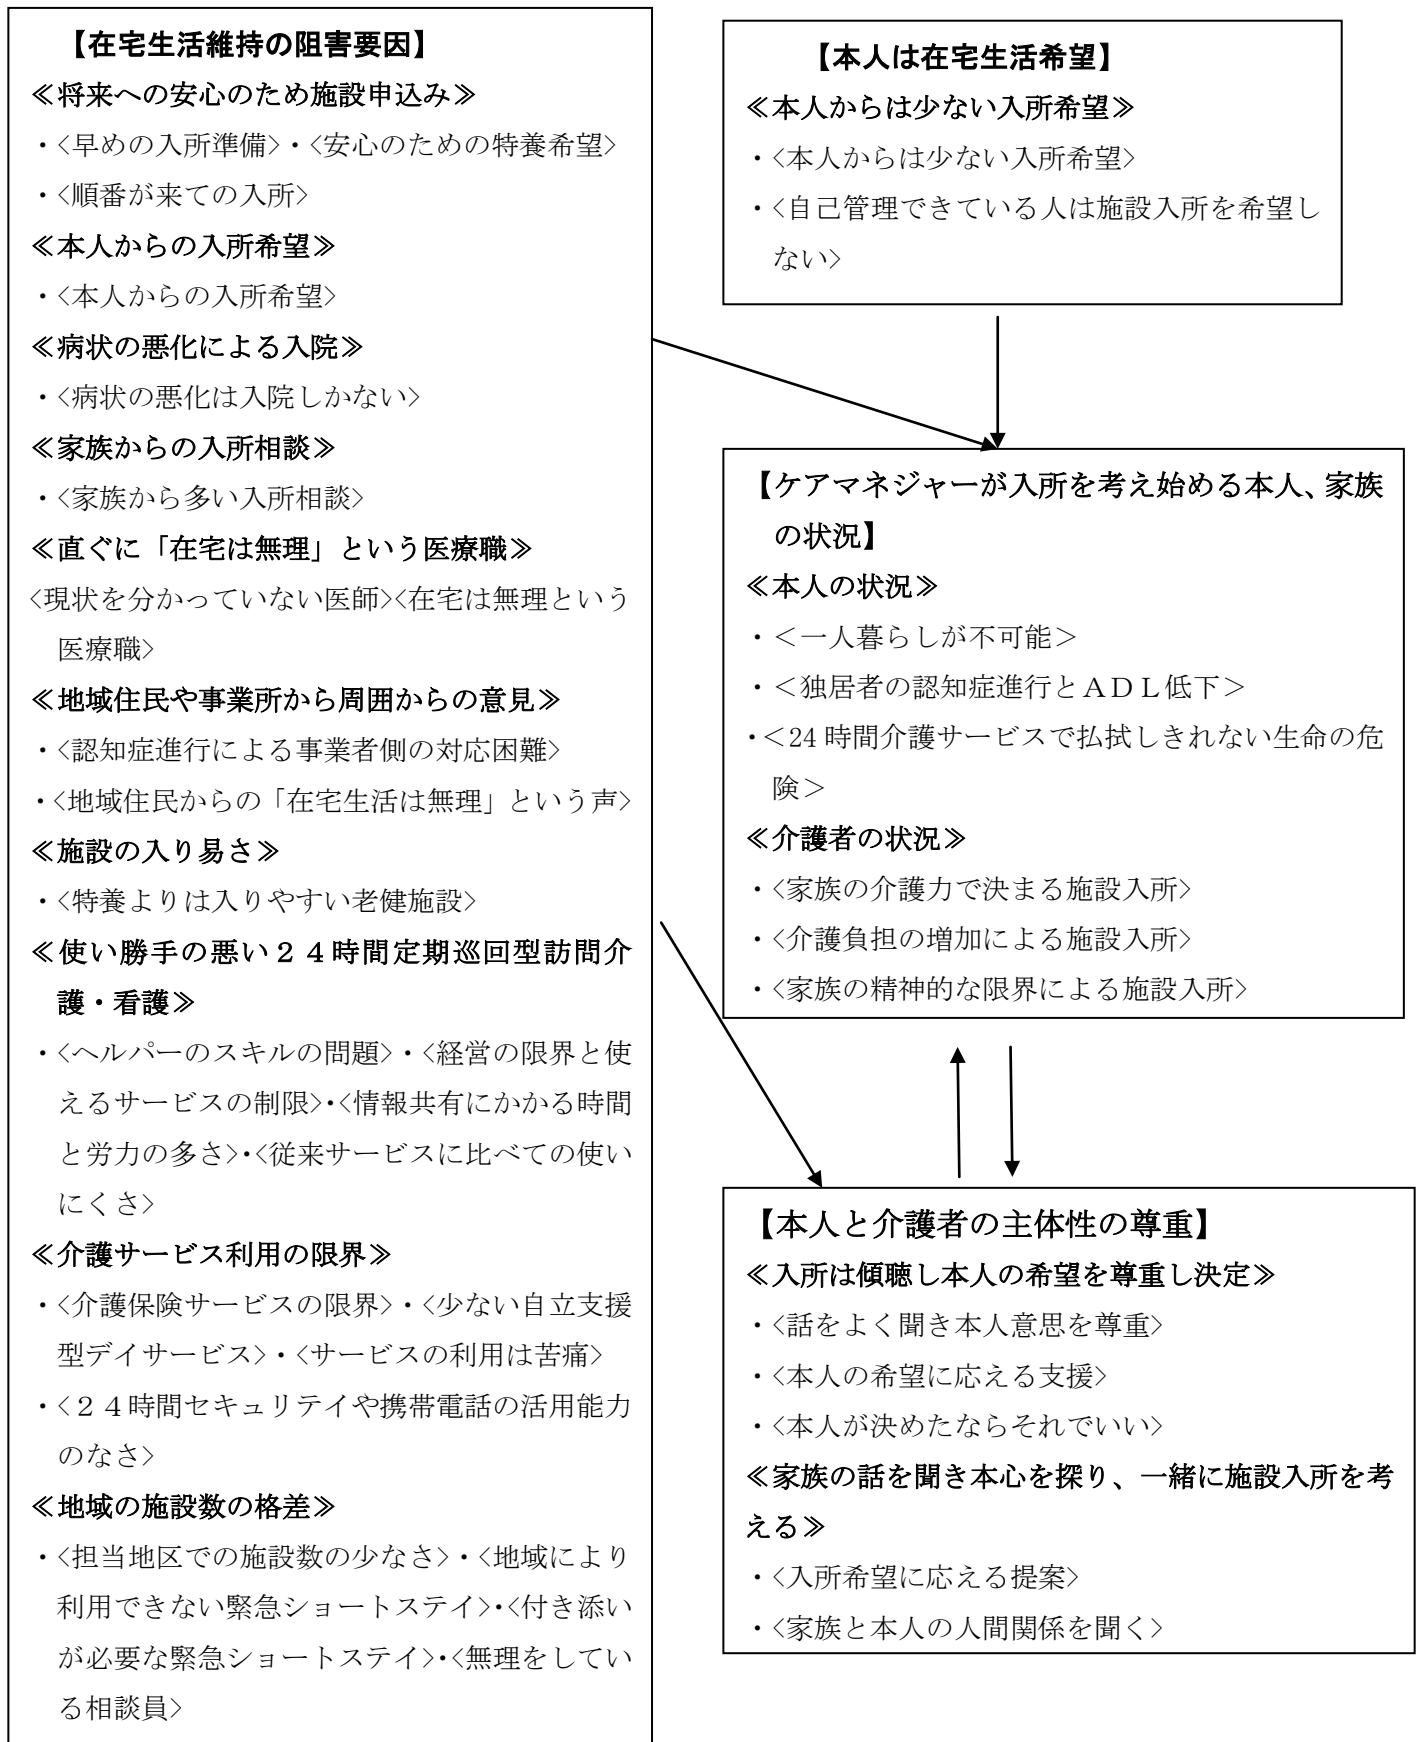 【在宅生活維持の阻害要因】
≪将来への安心のため施設申込み≫
・<早めの入所準備>・<安心のための特養希望>
・<順番が来ての入所>
≪本人からの入所希望≫
・<本人からの入所希望>
≪病状の悪化による入院≫
・<病状の悪化は入院しかない>
≪家族からの入所相談≫
・<家族から多い入所相談>
≪直ぐに「在宅は無理」という医療職≫
<現状を分かっていない医師><在宅は無理という
医療職>
≪地域住民や事業所から周囲からの意見≫
・<認知症進行による事業者側の対応困難>
・<地域住民からの「在宅生活は無理」という声>
≪施設の入り易さ≫
・<特養よりは入りやすい老健施設>
≪使い勝手の悪い２４時間定期巡回型訪問介
護・看護≫
・<ヘルパーのスキルの問題>・<経営の限界と使
えるサービスの制限>・<情報共有にかかる時間
と労力の多さ>・<従来サービスに比べての使い
にくさ>
≪介護サービス利用の限界≫
・<介護保険サービスの限界>・<少ない自立支援
型デイサービス>・<サービスの利用は苦痛>
・<２４時間セキュリテイや携帯電話の活用能力
のなさ>
≪地域の施設数の格差≫
・<担当地区での施設数の少なさ>・<地域により
利用できない緊急ショートステイ>・<付き添い
が必要な緊急ショートステイ>・<無理をしてい
る相談員>
【本人は在宅生活希望】
≪本人からは少ない入所希望≫
・<本人からは少ない入所希望>
・<自己管理できている人は施設入所を希望し
ない>
【ケアマネジャーが入所を考え始める本人、家族
の状況】
≪本人の状況≫
・＜一人暮らしが不可能＞
・＜独居者の認知症進行とＡＤＬ低下＞
・＜24 時間介護サービスで払拭しきれない生命の危
険＞
≪介護者の状況≫
・<家族の介護力で決まる施設入所>
・<介護負担の増加による施設入所>
・<家族の精神的な限界による施設入所>
【本人と介護者の主体性の尊重】
≪入所は傾聴し本人の希望を尊重し決定≫
・<話をよく聞き本人意思を尊重>
・<本人の希望に応える支援>
・<本人が決めたならそれでいい>
≪家族の話を聞き本心を探り、一緒に施設入所を考
える≫
・<入所希望に応える提案>
・<家族と本人の人間関係を聞く>